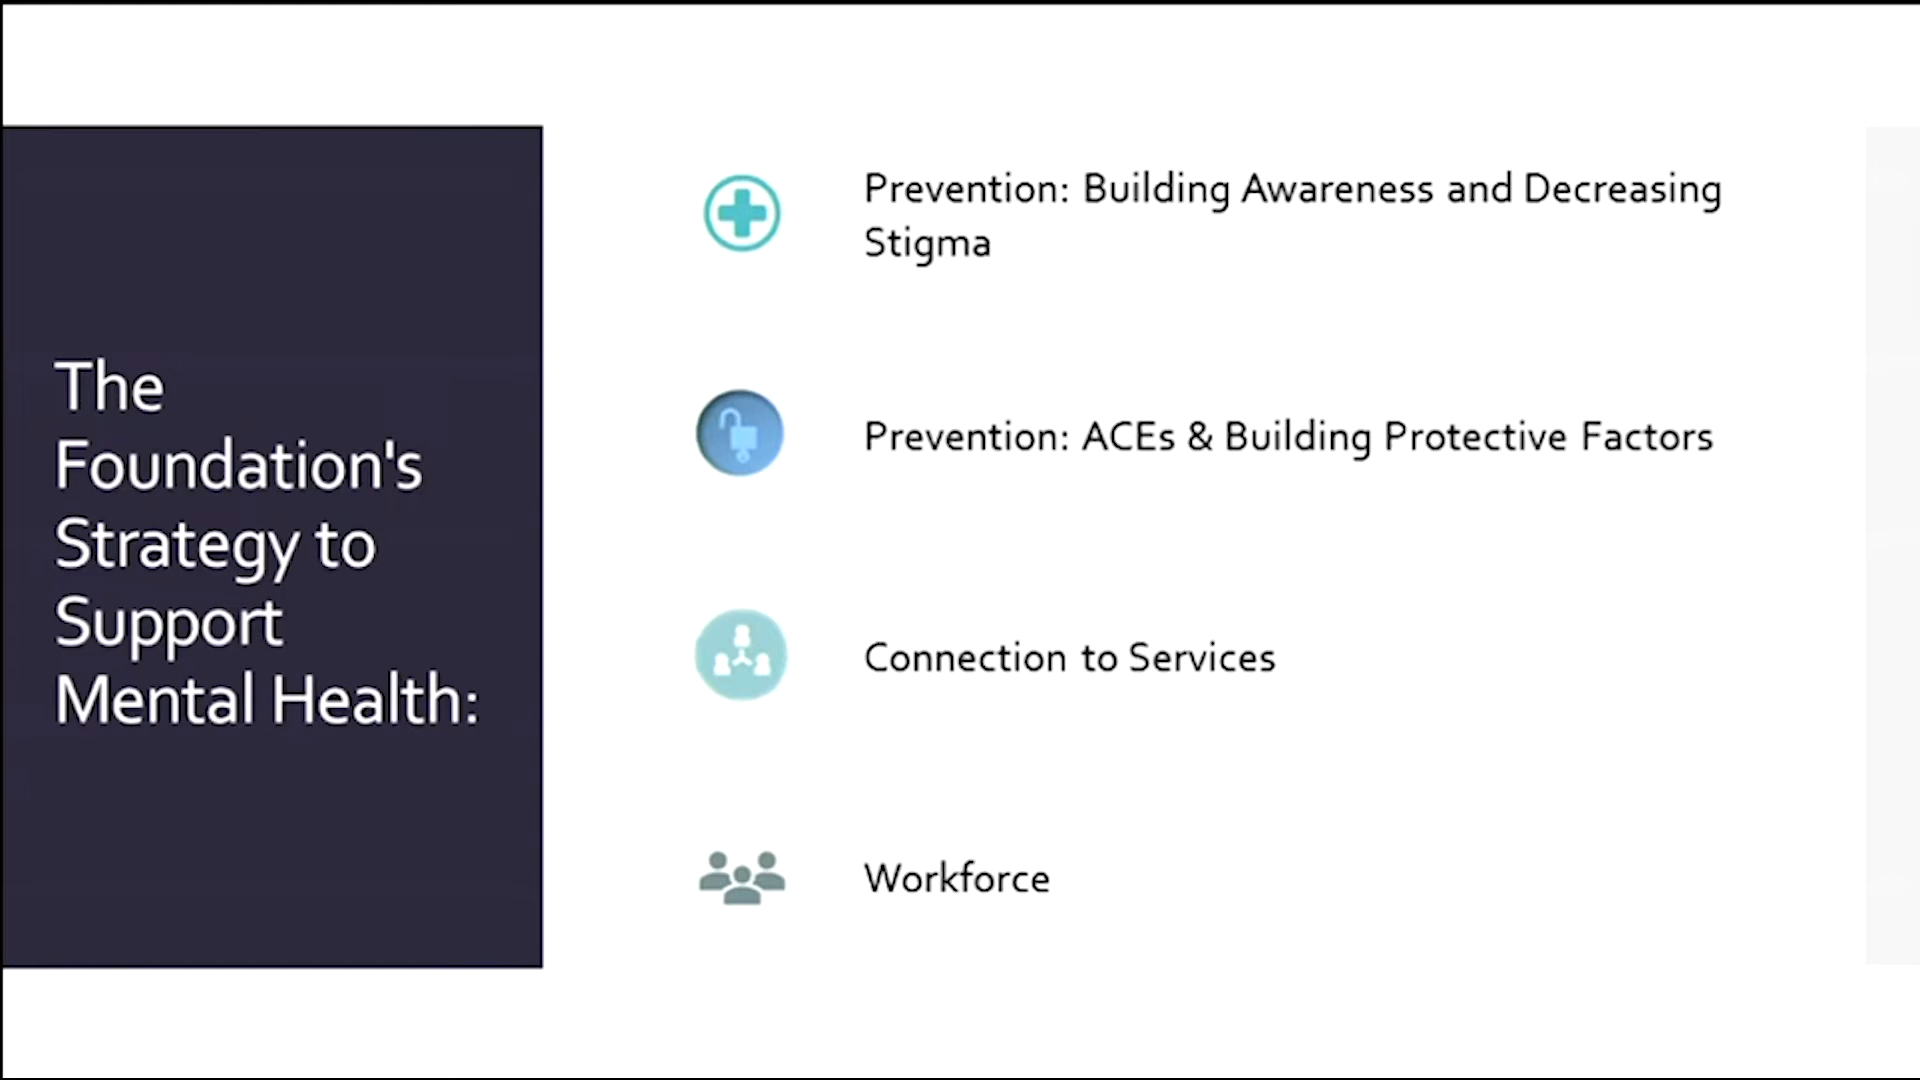 The
Foundation's
Strategy to
Support
Mental Health:
Prevention: Building Awareness and Decreasing
Stigma
Prevention: ACEs & Building Protective Factors
Connection to Services
Workforce